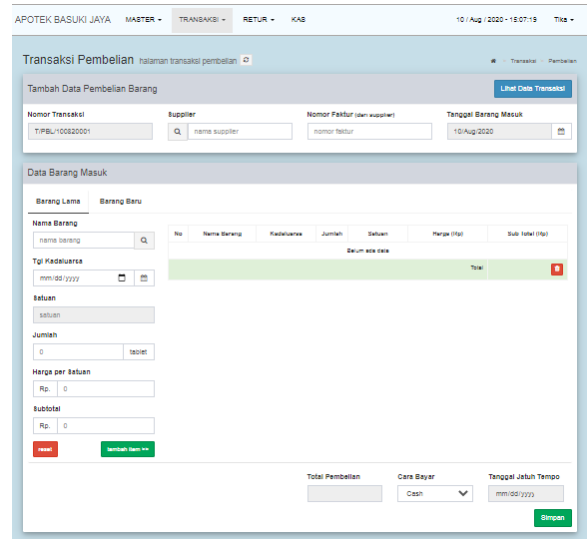 APOTEK BASUKI JAYA MASTER TRANSAKSI RETUR KAS 10 / Aug / 2020 - 15:07:19 Tika
Transaksi Pembelian halaman transaksi pembelian Transaksi Pembelian
Tambah Data Pembelian Barang Lihat Data Transaksi
Nomor Transaksi Supplier Nomor Faktur (dari supplier) Tanggal Barang Masuk
T/PBL/100820001 nama supplier nomor faktur 10/Aug/2020
Data Barang Masuk
Barang Lama Barang Baru
Nama Barang
nama barang
No Nama Barang Kadaluarsa Jumlah Satuan Harga (Rp) Sub Total (Rp)
Belum ada data
Total
Tgl Kadaluarsa
mm/dd/yyyy
Satuan
satuan
Jumlah
0 tablet
Harga per Satuan
Rp. 0
Subtotal
Rp. 0
reset tambah item >>
Total Pembelian Cara Bayar Tanggal Jatuh Tempo
Cash mm/dd/yyyy
Simpan